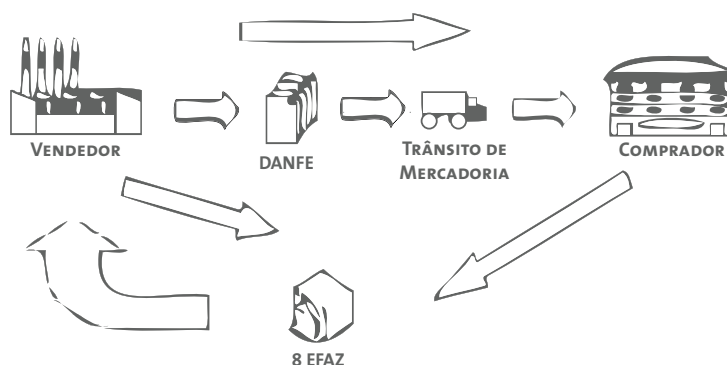 VENDEDOR
DANFE
TRÂNSITO DE
MERCADORIA
COMPRADOR
8 EFAZ